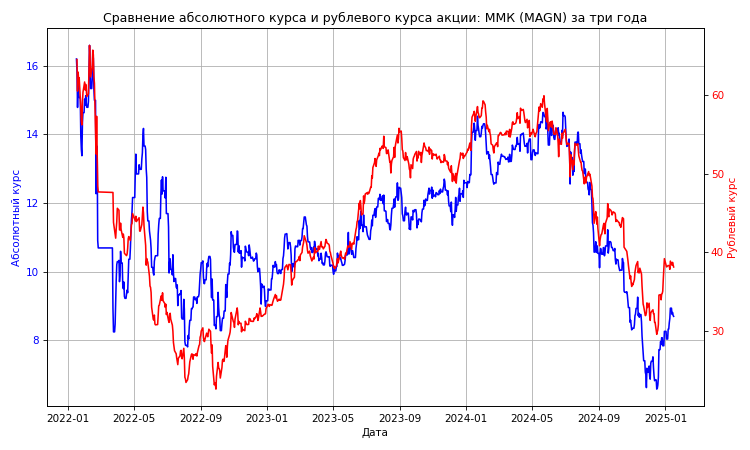 Сравнение абсолютного курса и рублевого курса акции: ММК (MAGN) за три года
Абсолютный курс
16
14
12
10
8
60
50
40
30
Рублевый курс
2022-01 2022-05 2022-09 2023-01 2023-05 2023-09 2024-01 2024-05 2024-09 2025-01
Дата